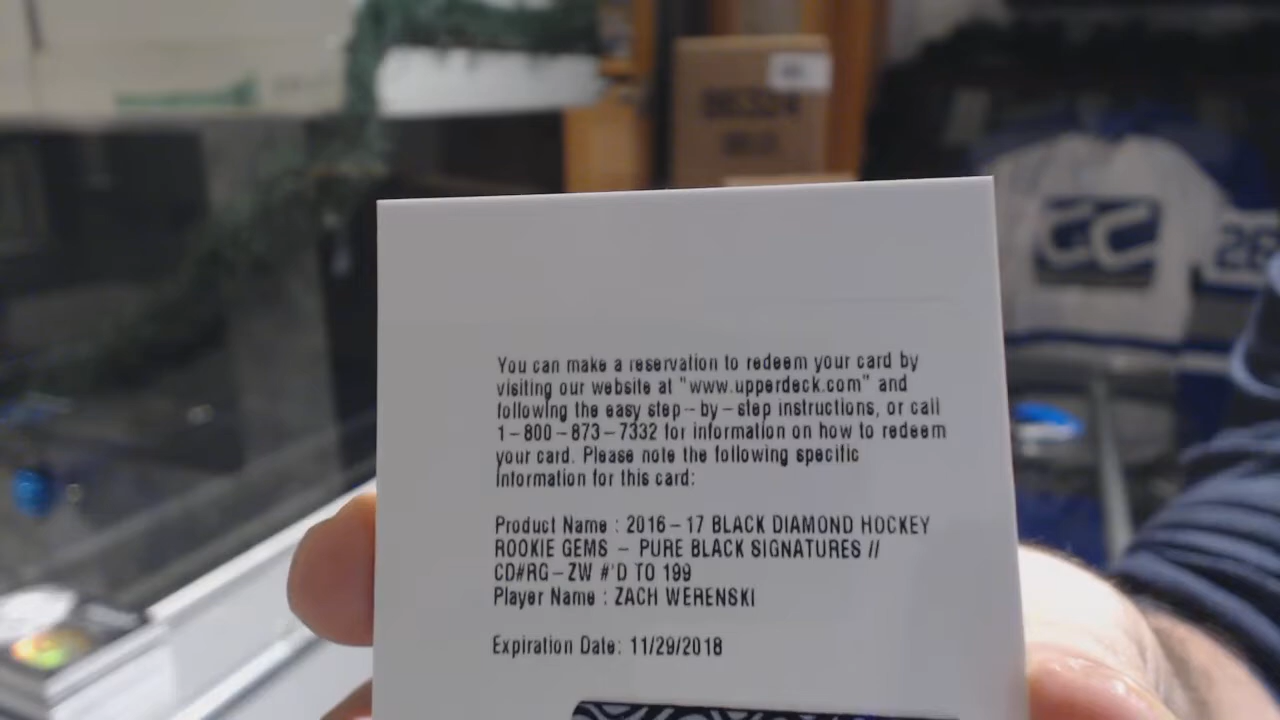 You can make a reservation to redeem your card by
visiting our website at "www.upperdeck.com" and
following the easy step-by-step instructions, or call
1-800-873-7332 for information on how to redeem
your card. Please note the following specific
information for this card:
Product Name : 2016-17 BLACK DIAMOND HOCKEY
ROOKIE GEMS - PURE BLACK SIGNATURES //
CD#RG-ZW #'D TO 199
Player Name : ZACH WERENSKI
Expiration Date: 11/29/2018
CC
28